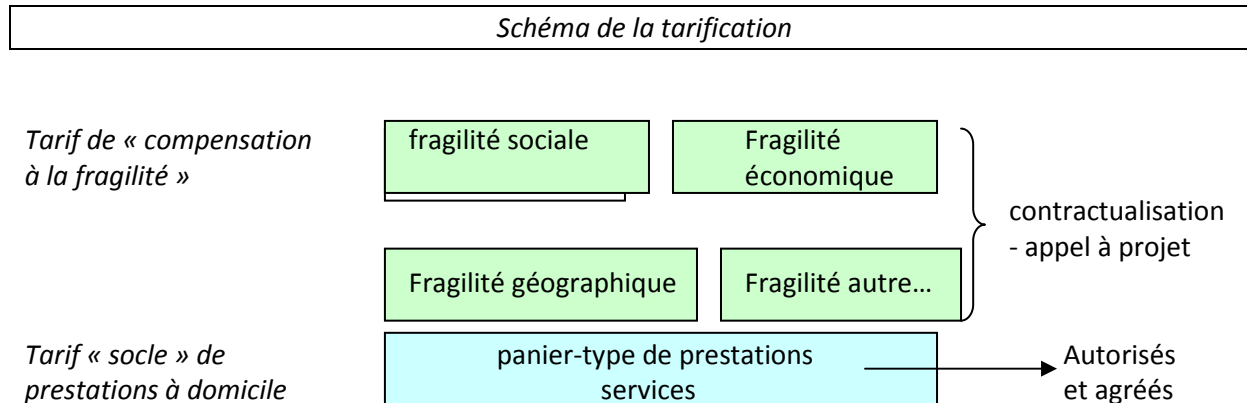 Schéma de la tarification
Tarif de « compensation
à la fragilité »
fragilité sociale
Fragilité
économique
contractualisation
- appel à projet
Fragilité géographique
Fragilité autre…
Tarif « socle » de
prestations à domicile
panier-type de prestations
services
Autorisés
et agréés